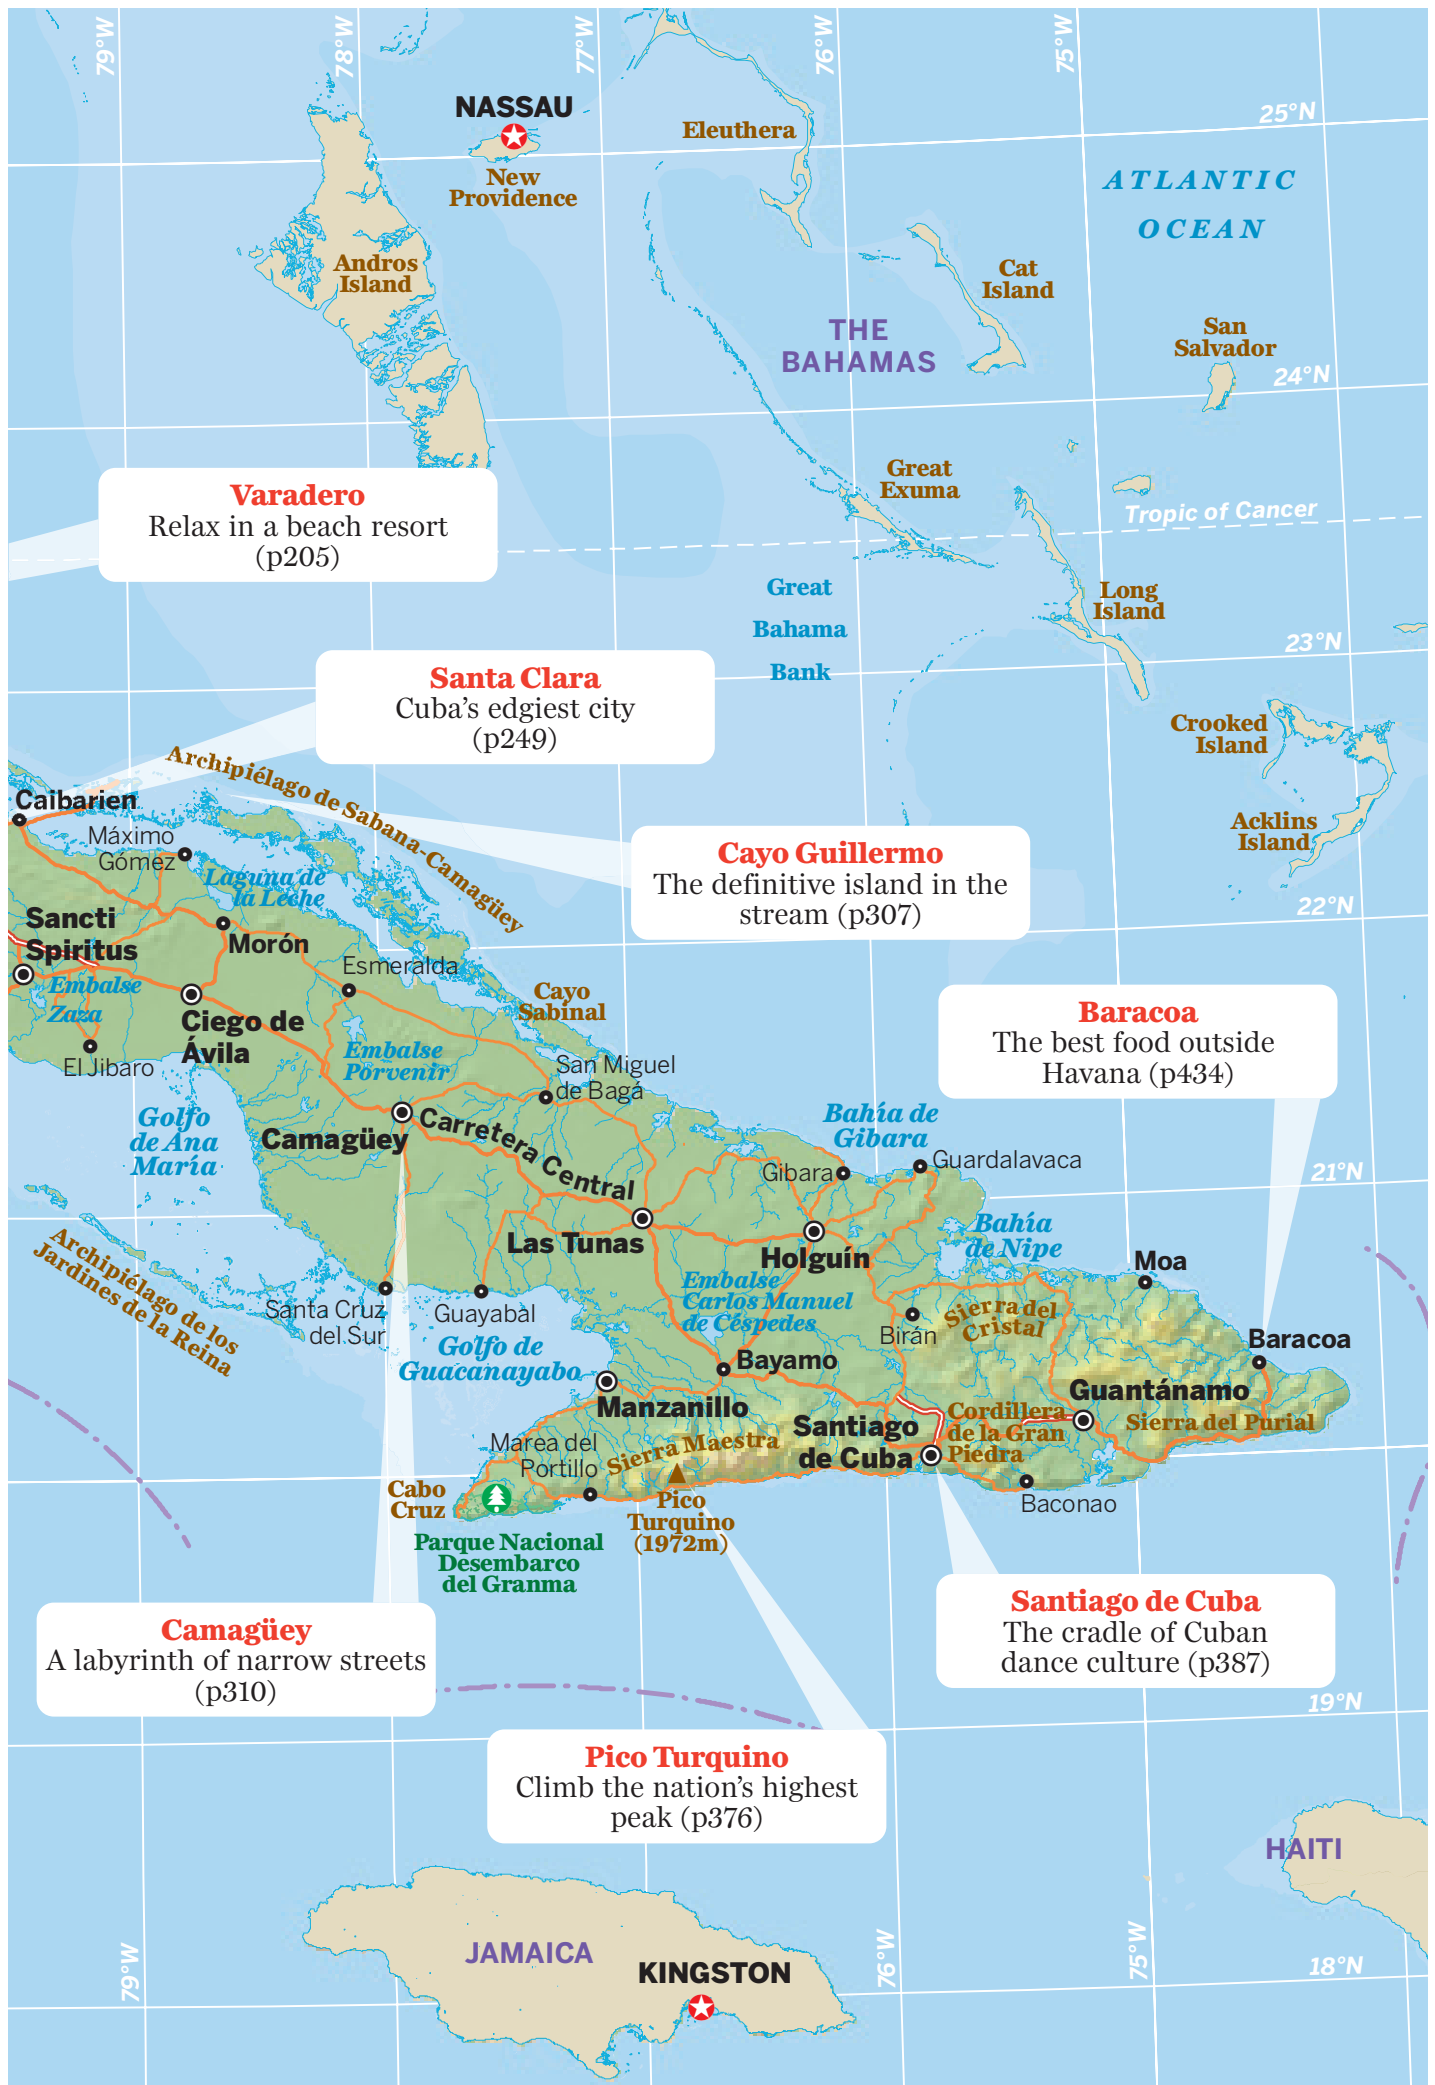 79°W
78°W
77°W
76°W
75°W
NASSAU
New
Providence
Eleuthera
25°N
ATLANTIC
OCEAN
Andros
Island
Cat
Island
THE
BAHAMAS
San
Salvador
24°N
Great
Exuma
Varadero
Relax in a beach resort
(p205)
Tropic of Cancer
Great
Bahama
Bank
Long
Island
23°N
Santa Clara
Cuba's edgiest city
(p249)
Crooked
Island
Acklins
Island
Archipiélago de Sabana-Camagüey
Caibarien
Máximo
Gómez
Laguna de
la Leche
Cayo Guillermo
The definitive island in the
stream (p307)
22°N
Sancti
Spiritus
Morón
Embalse
Zaza
Esmeralda
Cayo
Sabinal
Ciego de
Ávila
El Jibaro
Embalse
Porvenir
San Miguel
de Bagá
Baracoa
The best food outside
Havana (p434)
Golfo
de Ana
María
Camagüey
Carretera Central
Bahía de
Gibara
Gibara
Guardalavaca
21°N
Las Tunas
Holguín
Bahía
de Nipe
Moa
Archipiélago de los
Jardines de la Reina
Santa Cruz
del Sur
Guayabal
Embalse
Carlos Manuel
de Céspedes
Birán
Sierra del
Cristal
Golfo de
Guacanayabo
Bayamo
Baracoa
Manzanillo
Guantánamo
Santiago
de Cuba
Cordillera
de la Gran
Piedra
Sierra del Purial
Marea del
Portillo
Sierra Maestra
Cabo
Cruz
Pico
Turquino
(1972m)
Baconao
Parque Nacional
Desembarco
del Granma
Camagüey
A labyrinth of narrow streets
(p310)
Santiago de Cuba
The cradle of Cuban
dance culture (p387)
19°N
Pico Turquino
Climb the nation's highest
peak (p376)
HAITI
JAMAICA
KINGSTON
79°W
76°W
75°W
18°N